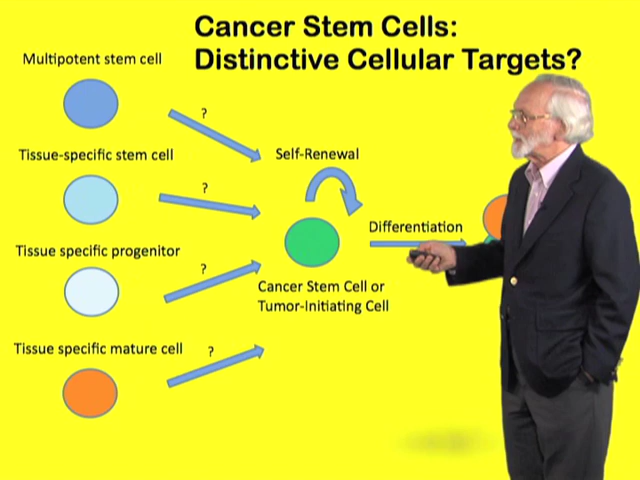 Cancer Stem Cells:
Distinctive Cellular Targets?
Multipotent stem cell
?
Tissue-specific stem cell
?
Self-Renewal
Differentiation
Tissue specific progenitor
?
Cancer Stem Cell or
Tumor-Initiating Cell
Tissue specific mature cell
?